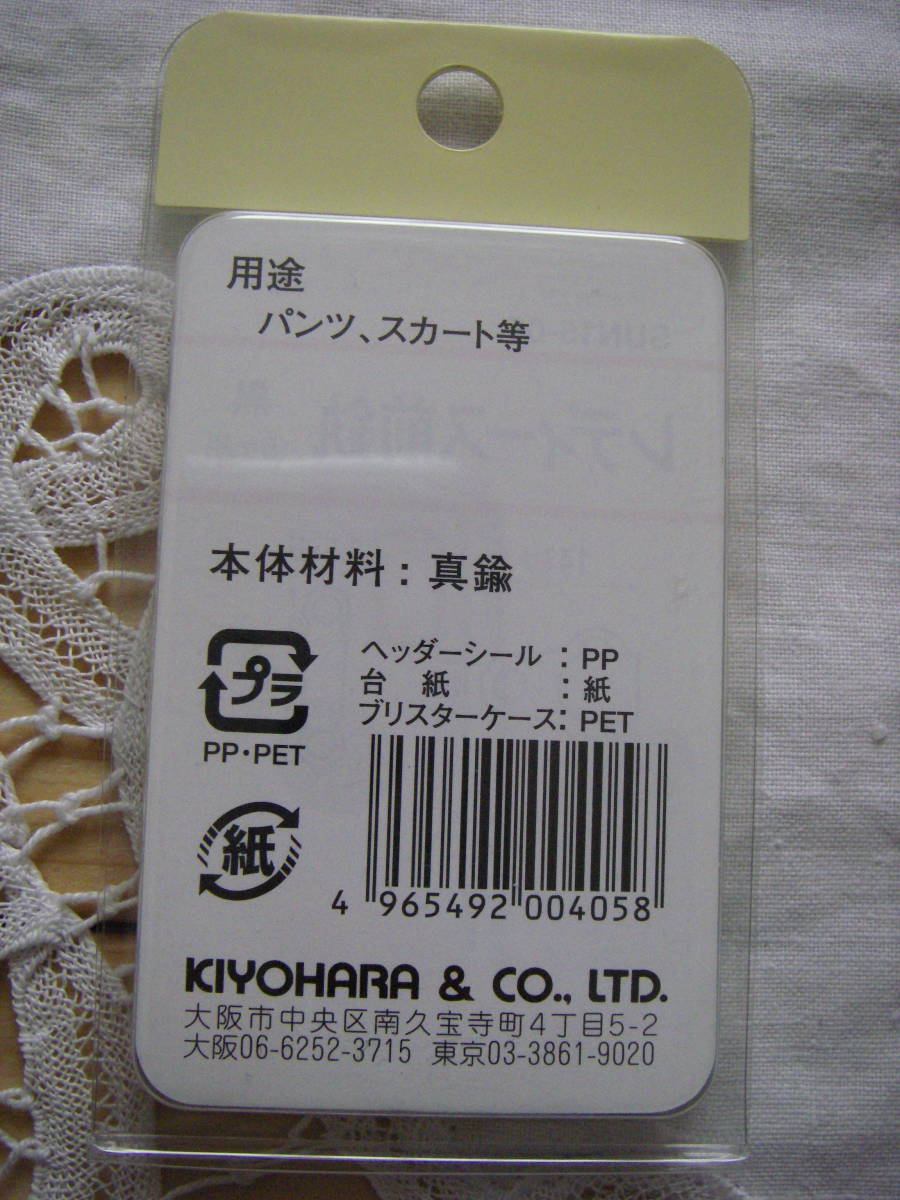 用途
パンツ、スカート等
本体材料：真鍮
プラ
PP・PET
ヘッダーシール：PP
台紙：紙
ブリスターケース：PET
紙
4 965492 004058
KIYOHARA & CO., LTD.
大阪市中央区南久宝寺町4丁目5-2
大阪06-6252-3715 東京03-3861-9020